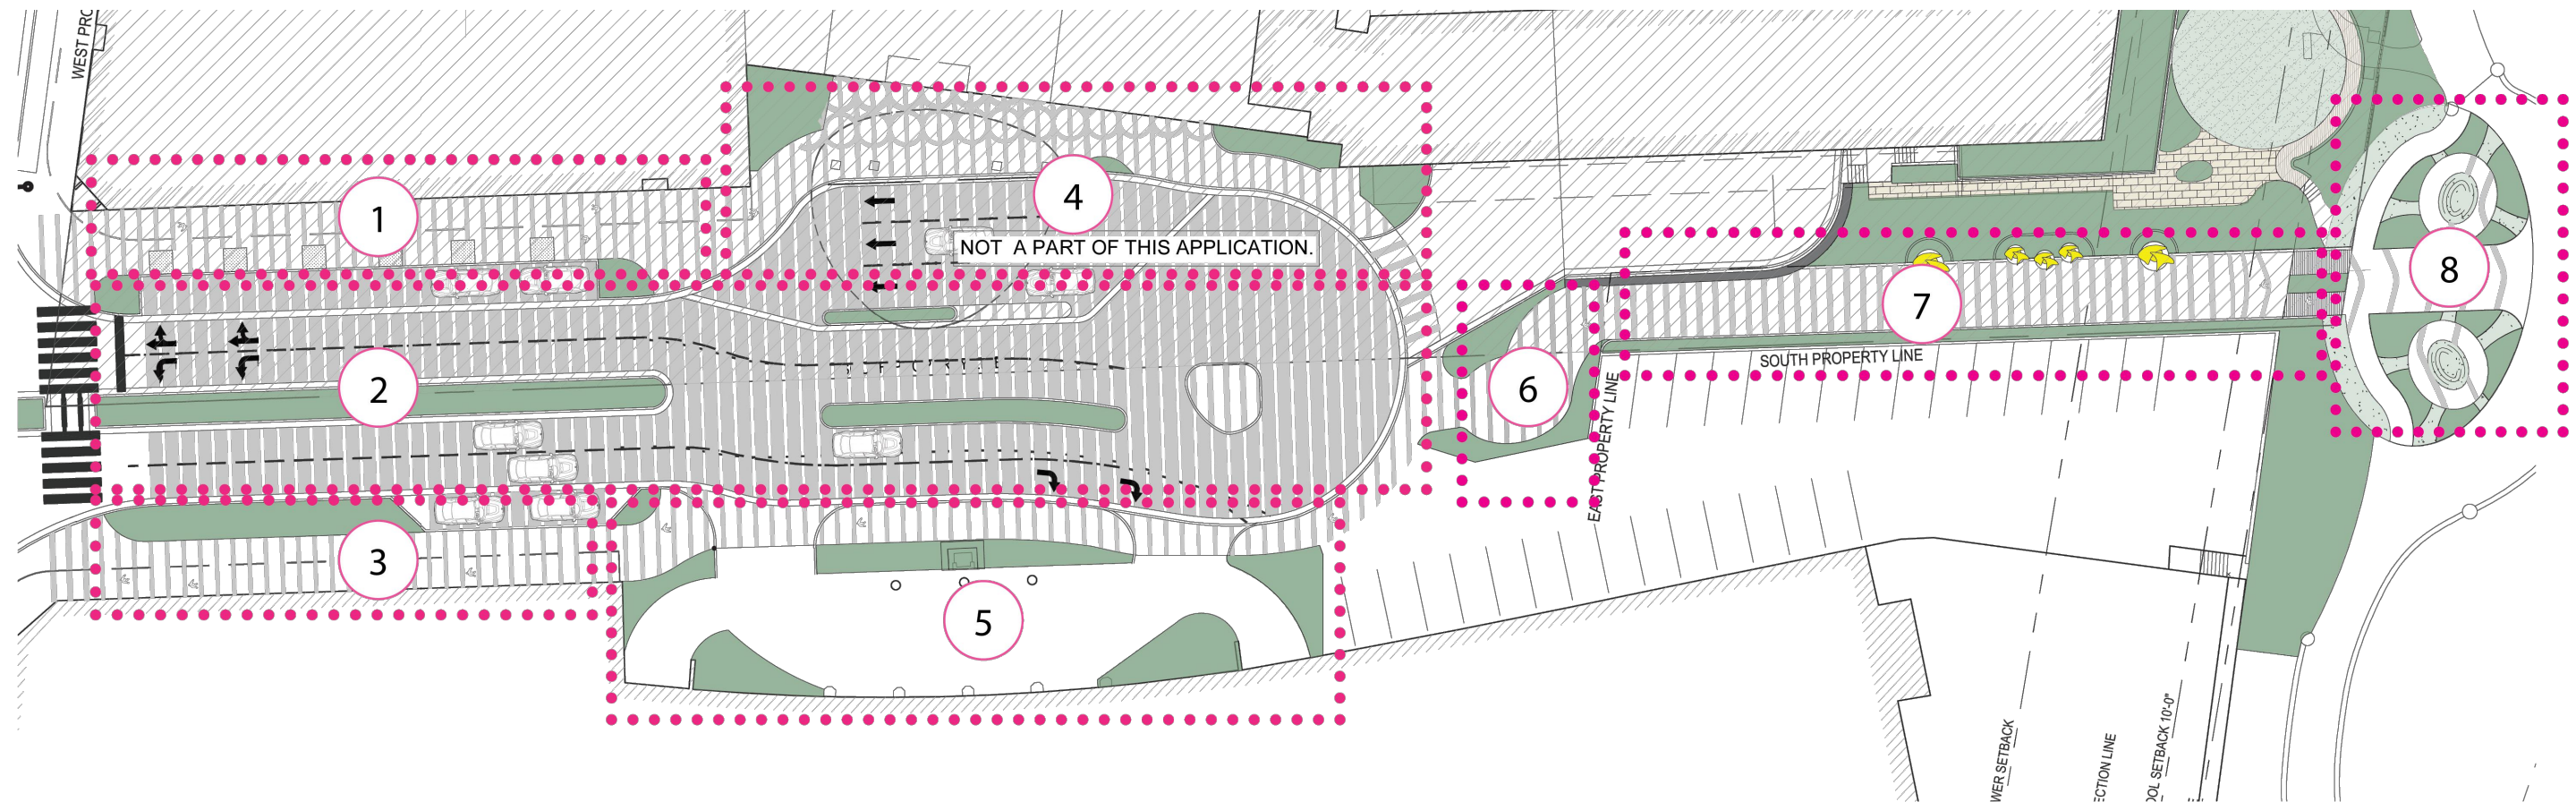 WEST PRO
1
4
NOT A PART OF THIS APPLICATION.
7
8
2
6
SOUTH PROPERTY LINE
EAST PROPERTY LINE
3
5
WER SETBACK
ECTION LINE
OOL SETBACK 10'-0"